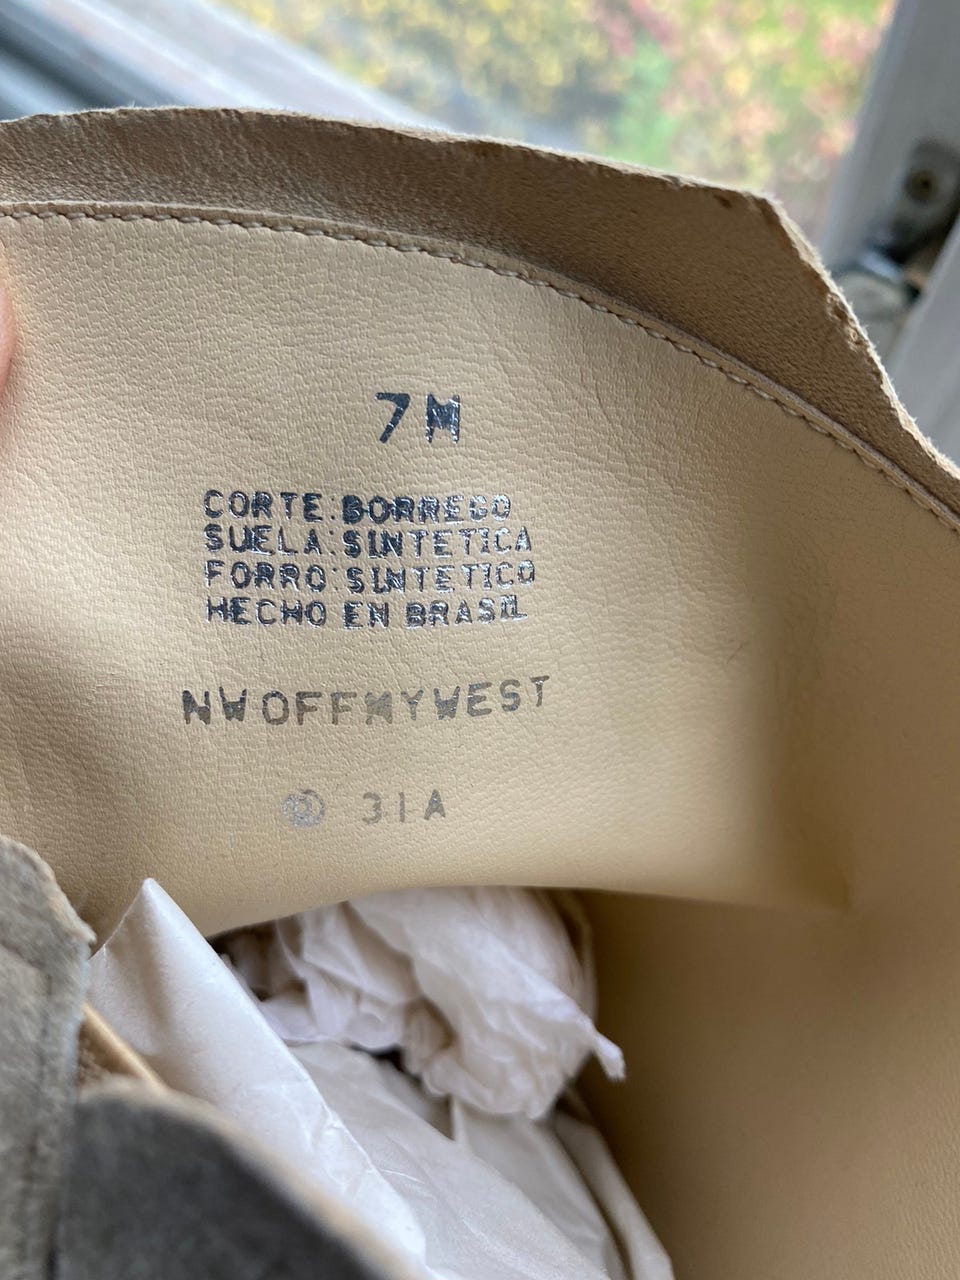 7M
CORTE:BORREGO
SUELA:SINTETICA
FORRO:SINTETICO
HECHO EN BRASIL
NWOFFMYWEST
31A